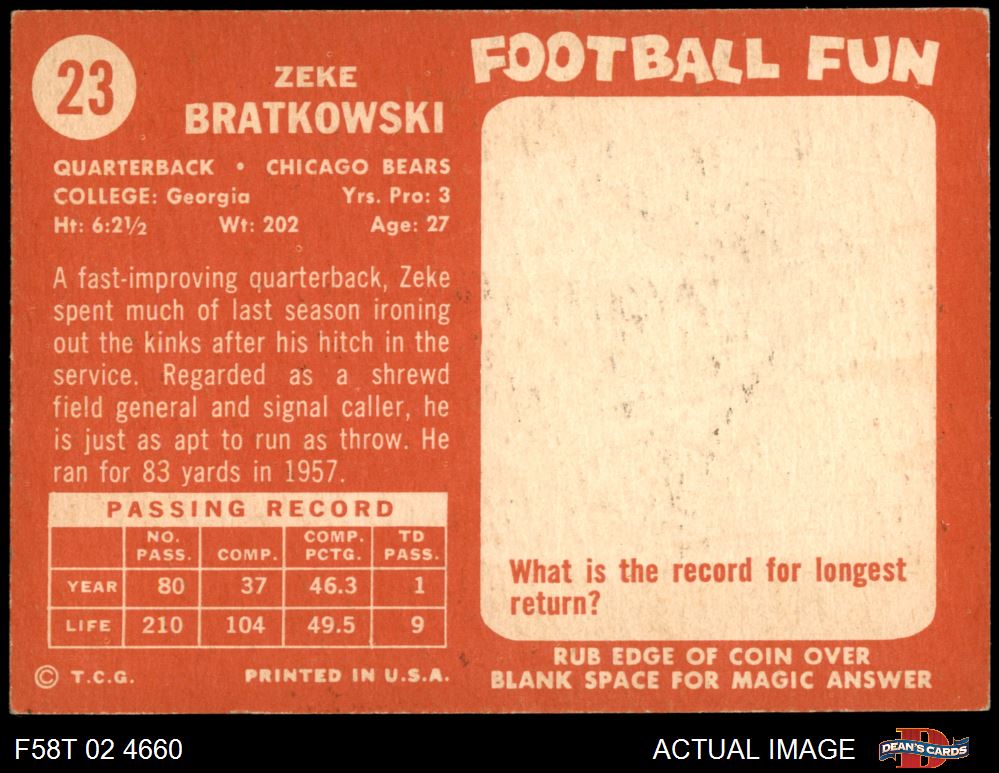 23
ZEKE
BRATKOWSKI
QUARTERBACK • CHICAGO BEARS
COLLEGE: Georgia Yrs. Pro: 3
Ht: 6:2½ Wt: 202 Age: 27
A fast-improving quarterback, Zeke
spent much of last season ironing
out the kinks after his hitch in the
service. Regarded as a shrewd
field general and signal caller, he
is just as apt to run as throw. He
ran for 83 yards in 1957.
PASSING RECORD
NO. PASS. COMP. COMP. PCTG. TD PASS.
YEAR 80 37 46.3 1
LIFE 210 104 49.5 9
© T.C.G. PRINTED IN U.S.A.
FOOTBALL FUN
What is the record for longest
return?
RUB EDGE OF COIN OVER
BLANK SPACE FOR MAGIC ANSWER
F58T 02 4660
ACTUAL IMAGE
D
DEAN'S CARDS